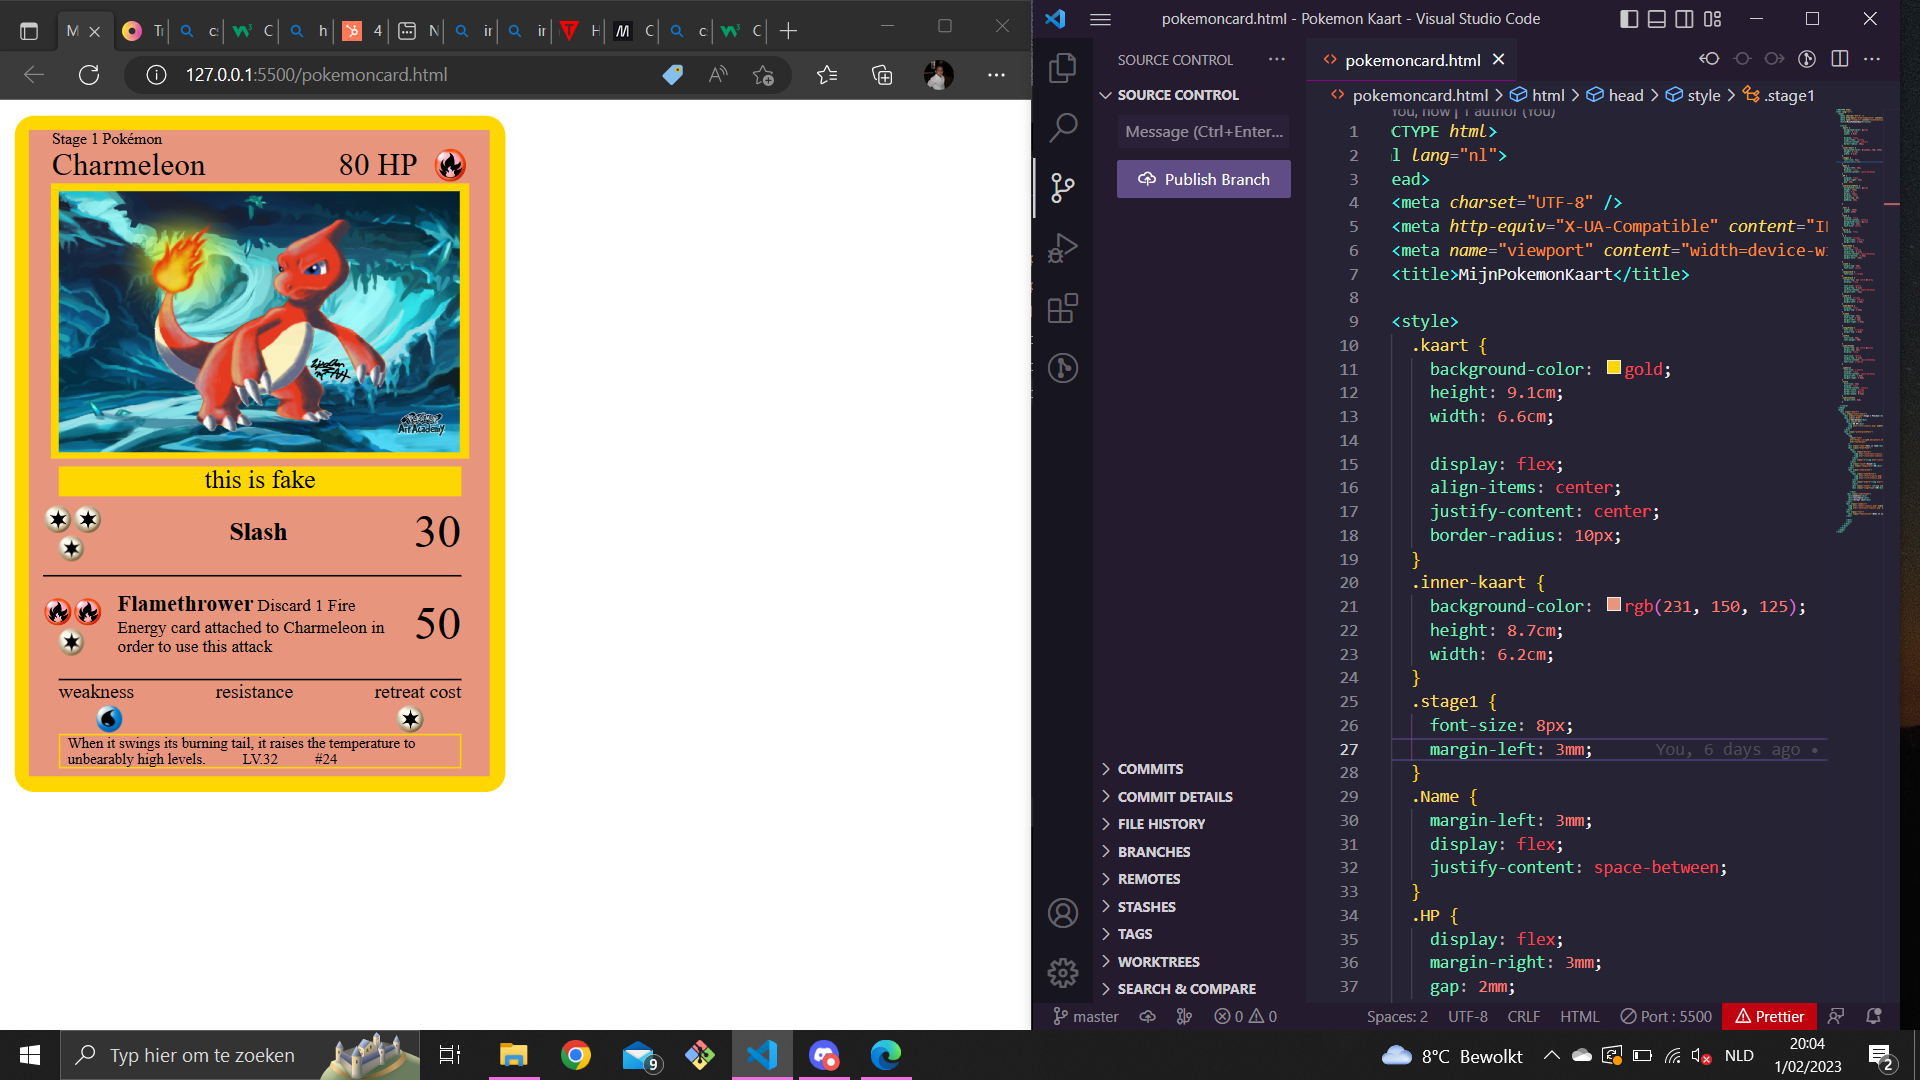 M
Tr
cs
C
h
4
N
in
in
H
C
cs
C
127.0.0.1:5500/pokemoncard.html
Stage 1 Pokémon
Charmeleon
80 HP
Art Academy
this is fake
Slash
30
Flamethrower Discard 1 Fire
Energy card attached to Charmeleon in
order to use this attack
50
weakness
resistance
retreat cost
When it swings its burning tail, it raises the temperature to
unbearably high levels. LV.32 #24
pokemoncard.html - Pokemon Kaart - Visual Studio Code
SOURCE CONTROL
SOURCE CONTROL
Message (Ctrl+Enter...
Publish Branch
COMMITS
COMMIT DETAILS
FILE HISTORY
BRANCHES
REMOTES
STASHES
TAGS
WORKTREES
SEARCH & COMPARE
pokemoncard.html
pokemoncard.html > html > head > style > .stage1
You, now | 1 author (You)
1 CTYPE html>
2 l lang="nl">
3 ead>
4 <meta charset="UTF-8" />
5 <meta http-equiv="X-UA-Compatible" content="IE
6 <meta name="viewport" content="width=device-wi
7 <title>MijnPokemonKaart</title>
8
9 <style>
10 .kaart {
11 background-color: gold;
12 height: 9.1cm;
13 width: 6.6cm;
14
15 display: flex;
16 align-items: center;
17 justify-content: center;
18 border-radius: 10px;
19 }
20 .inner-kaart {
21 background-color: rgb(231, 150, 125);
22 height: 8.7cm;
23 width: 6.2cm;
24 }
25 .stage1 {
26 font-size: 8px;
27 margin-left: 3mm; You, 6 days ago •
28 }
29 .Name {
30 margin-left: 3mm;
31 display: flex;
32 justify-content: space-between;
33 }
34 .HP {
35 display: flex;
36 margin-right: 3mm;
37 gap: 2mm;
master
0 0
Spaces: 2
UTF-8
CRLF
HTML
Port : 5500
Prettier
Typ hier om te zoeken
9
8°C Bewolkt
NLD
20:04
1/02/2023
2